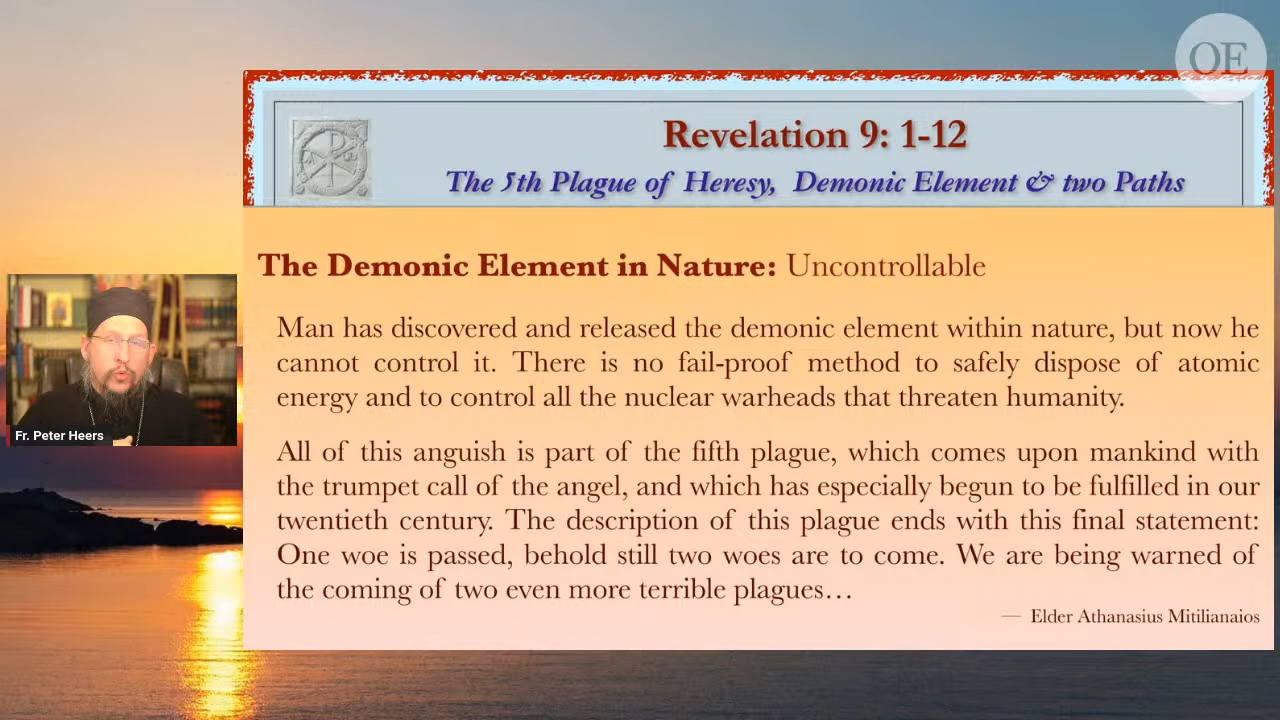 OE
Revelation 9: 1-12
The 5th Plague of Heresy, Demonic Element & two Paths
The Demonic Element in Nature: Uncontrollable
Man has discovered and released the demonic element within nature, but now he
cannot control it. There is no fail-proof method to safely dispose of atomic
energy and to control all the nuclear warheads that threaten humanity.
Fr. Peter Heers
All of this anguish is part of the fifth plague, which comes upon mankind with
the trumpet call of the angel, and which has especially begun to be fulfilled in our
twentieth century. The description of this plague ends with this final statement:
One woe is passed, behold still two woes are to come. We are being warned of
the coming of two even more terrible plagues…
— Elder Athanasius Mitilianaios